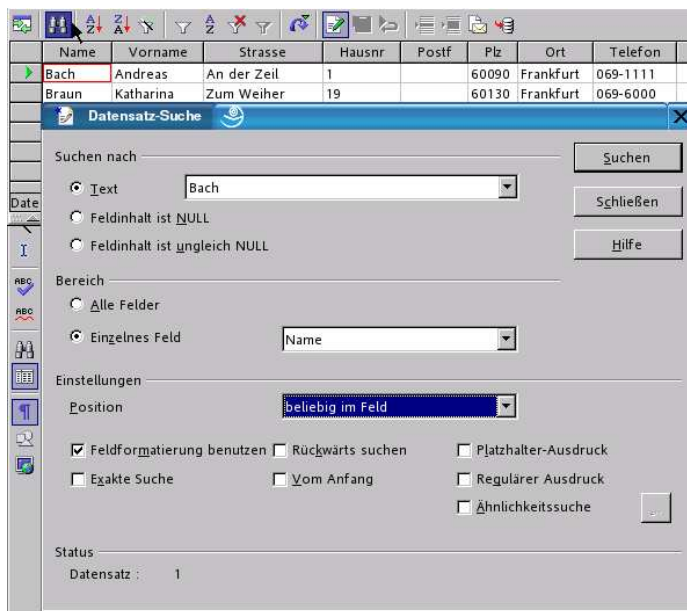 Name Vorname Strasse Hausnr Postf Plz Ort Telefon
Bach Andreas An der Zeil 1 60090 Frankfurt 069-1111
Braun Katharina Zum Weiher 19 60130 Frankfurt 069-6000
Datensatz-Suche
Suchen nach
Suchen
Text Bach
Date
Schließen
Feldinhalt ist NULL
Feldinhalt ist ungleich NULL
Hilfe
Bereich
ABC
Alle Felder
ABC
Einzelnes Feld Name
Einstellungen
Position beliebig im Feld
Feldformatierung benutzen Rückwärts suchen Platzhalter-Ausdruck
Exakte Suche Vom Anfang Regulärer Ausdruck
Ähnlichkeitssuche ...
Status
Datensatz : 1